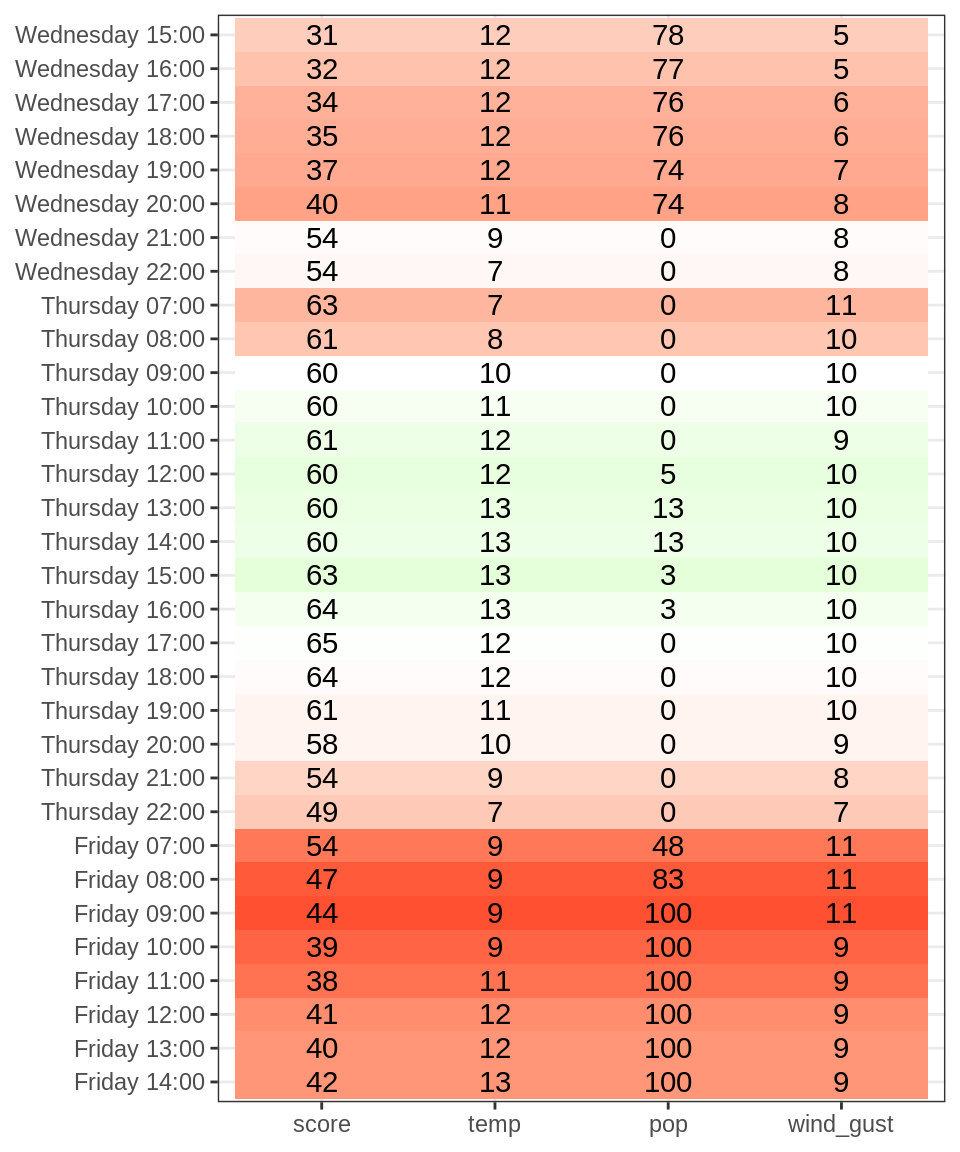 Wednesday 15:00 31 12 78 5
Wednesday 16:00 32 12 77 5
Wednesday 17:00 34 12 76 6
Wednesday 18:00 35 12 76 6
Wednesday 19:00 37 12 74 7
Wednesday 20:00 40 11 74 8
Wednesday 21:00 54 9 0 8
Wednesday 22:00 54 7 0 8
Thursday 07:00 63 7 0 11
Thursday 08:00 61 8 0 10
Thursday 09:00 60 10 0 10
Thursday 10:00 60 11 0 10
Thursday 11:00 61 12 0 9
Thursday 12:00 60 12 5 10
Thursday 13:00 60 13 13 10
Thursday 14:00 60 13 13 10
Thursday 15:00 63 13 3 10
Thursday 16:00 64 13 3 10
Thursday 17:00 65 12 0 10
Thursday 18:00 64 12 0 10
Thursday 19:00 61 11 0 10
Thursday 20:00 58 10 0 9
Thursday 21:00 54 9 0 8
Thursday 22:00 49 7 0 7
Friday 07:00 54 9 48 11
Friday 08:00 47 9 83 11
Friday 09:00 44 9 100 11
Friday 10:00 39 9 100 9
Friday 11:00 38 11 100 9
Friday 12:00 41 12 100 9
Friday 13:00 40 12 100 9
Friday 14:00 42 13 100 9
score temp pop wind_gust